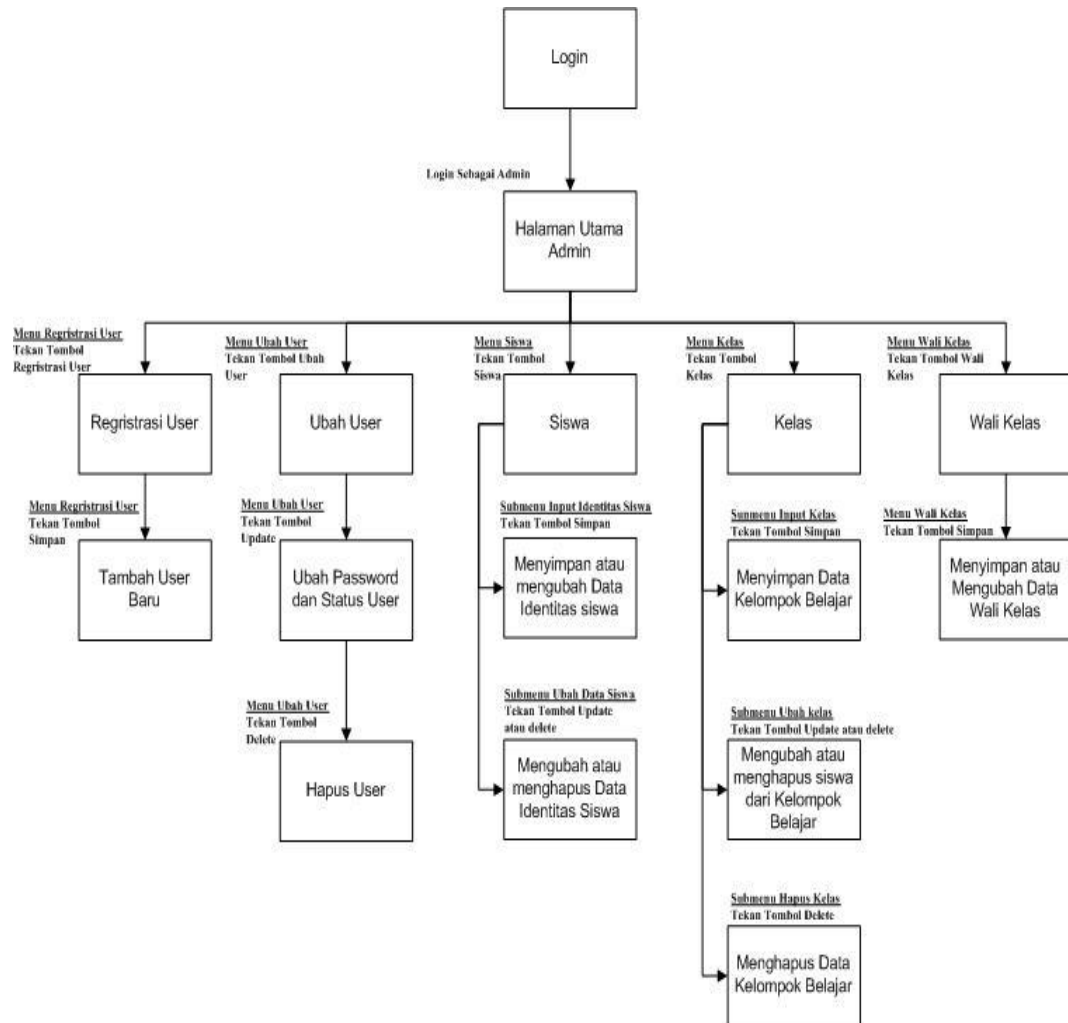 Login
Login Sebagai Admin
Halaman Utama
Admin
Menu Regristrasi User
Tekan Tombol
Regristrasi User
Menu Ubah User
Tekan Tombol Ubah
User
Menu Siswa
Tekan Tombol
Siswa
Menu Kelas
Tekan Tombol
Kelas
Menu Wali Kelas
Tekan Tombol Wali
Kelas
Regristrasi User
Ubah User
Siswa
Kelas
Wali Kelas
Menu Regristrasi User
Tekan Tombol
Simpan
Menu Ubah User
Tekan Tombol
Update
Submenu Input Identitas Siswa
Tekan Tombol Simpan
Sunmenu Input Kelas
Tekan Tombol Simpan
Menu Wali Kelas
Tekan Tombol Simpan
Tambah User
Baru
Ubah Password
dan Status User
Menyimpan atau
mengubah Data
Identitas siswa
Menyimpan Data
Kelompok Belajar
Menyimpan atau
Mengubah Data
Wali Kelas
Menu Ubah User
Tekan Tombol
Delete
Submenu Ubah Data Siswa
Tekan Tombol Update
atau delete
Submenu Ubah kelas
Tekan Tombol Update atau delete
Hapus User
Mengubah atau
menghapus Data
Identitas Siswa
Mengubah atau
menghapus siswa
dari Kelompok
Belajar
Submenu Hapus Kelas
Tekan Tombol Delete
Menghapus Data
Kelompok Belajar